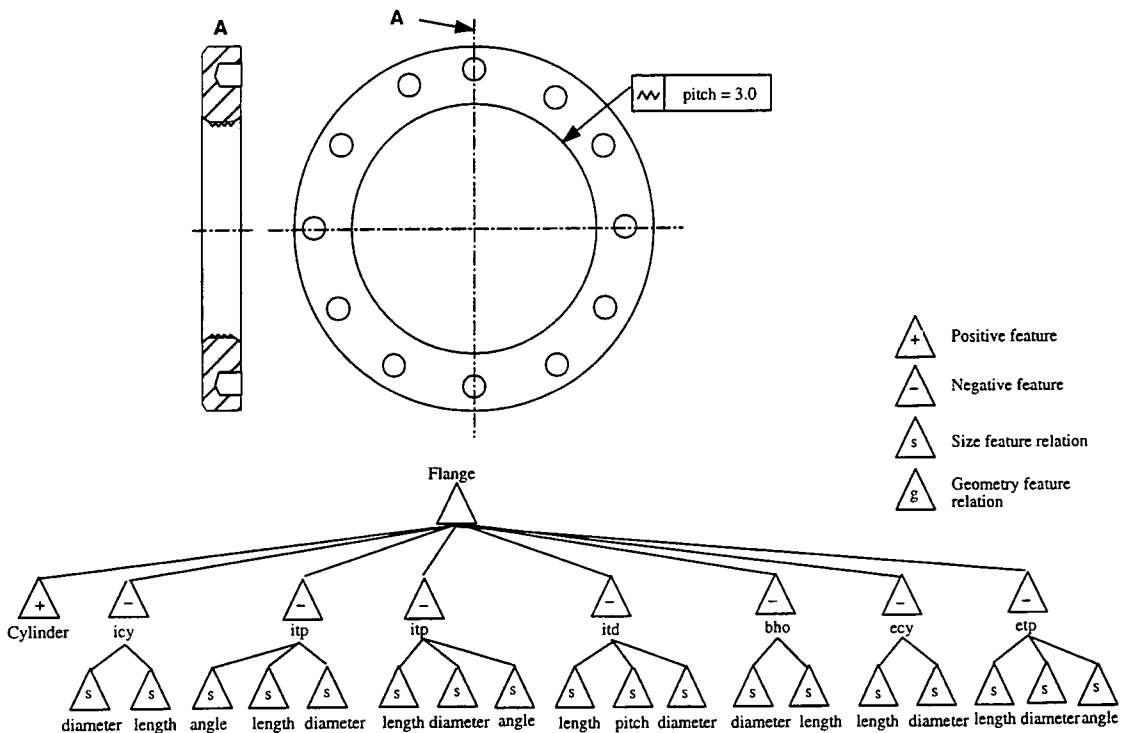 A
A
pitch = 3.0
+ Positive feature
− Negative feature
s Size feature relation
g Geometry feature
relation
Flange
+ − − − − − − −
Cylinder icy itp itp itd bho ecy etp
s s s s s s s s s s s s s s s s s s
diameter length angle length diameter length diameter angle length pitch diameter diameter length length diameter length diameter angle